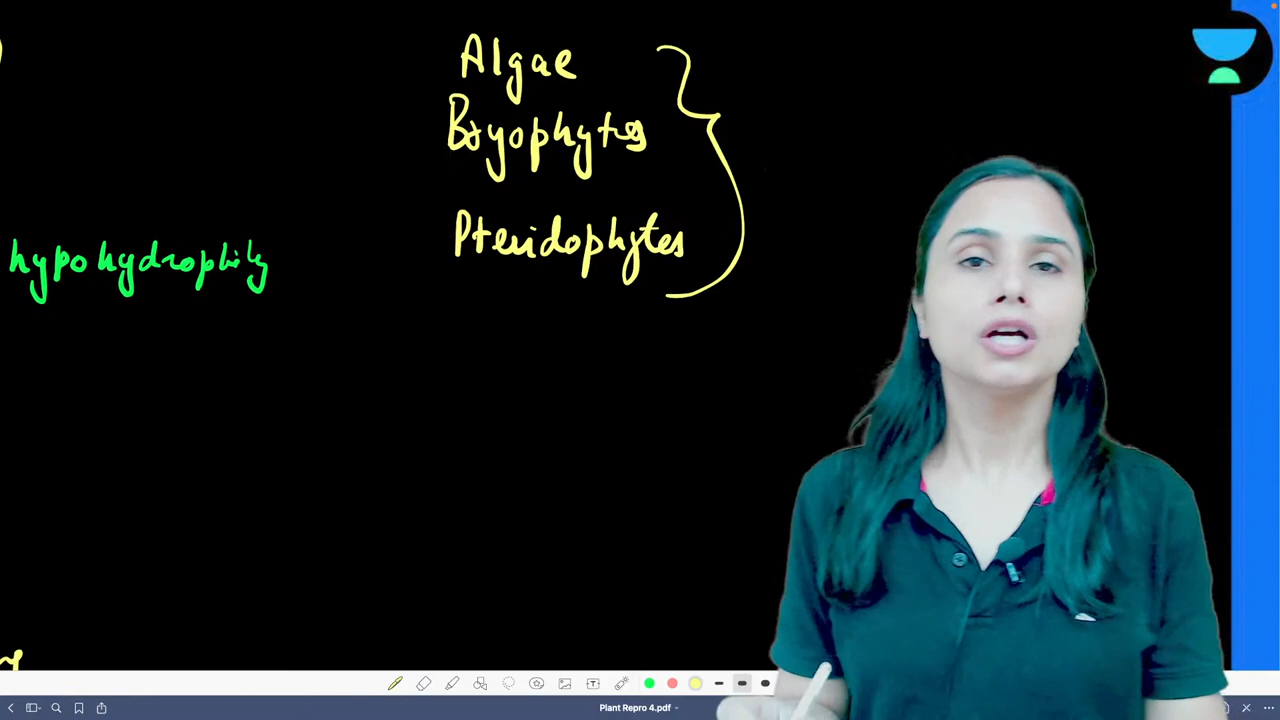 Algae
Bryophytes
Pteridophytes
hypohydrophily
Plant Repro 4.pdf